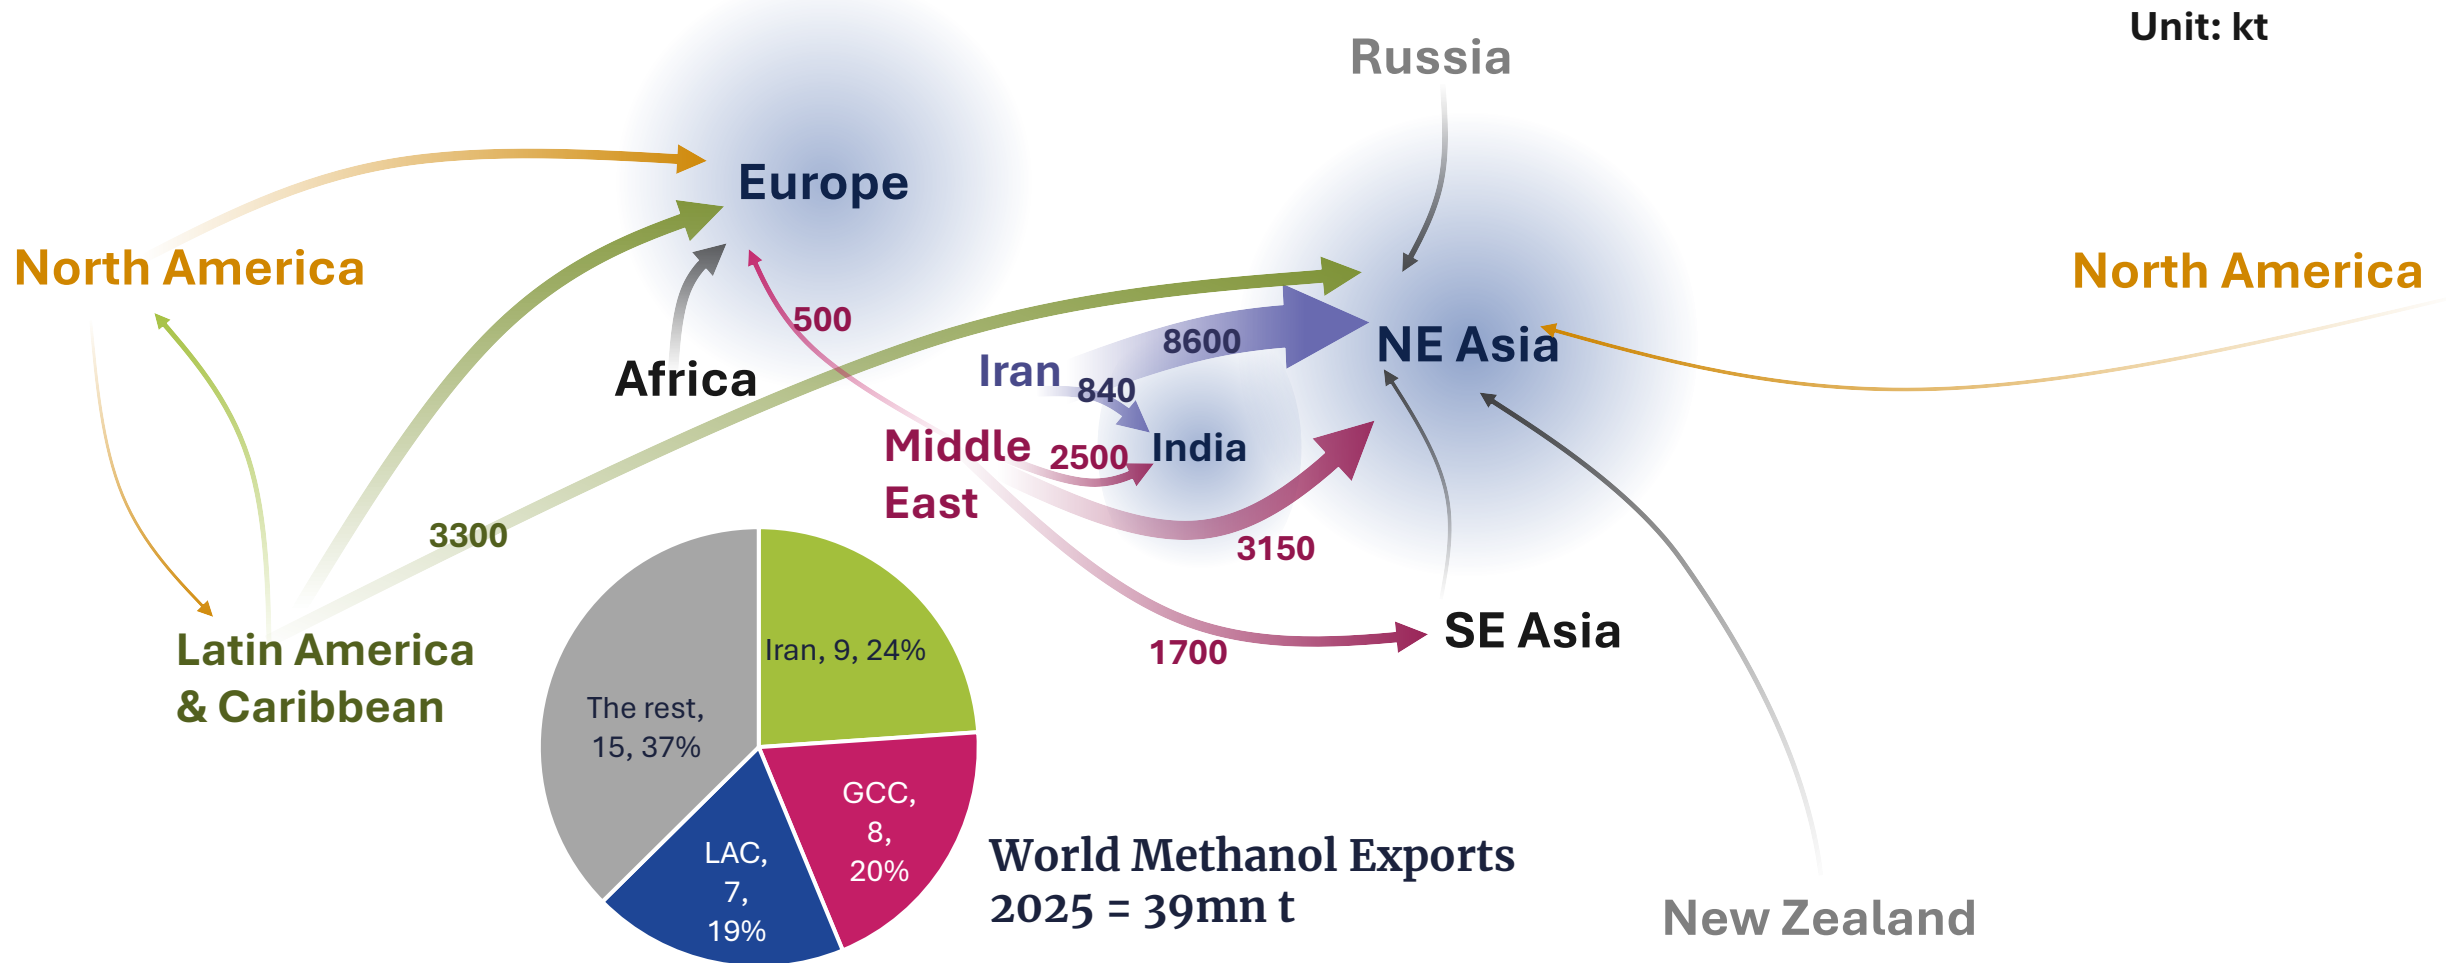 Unit: kt
Russia
Europe
North America
North America
500
8600
NE Asia
Iran
840
Africa
Middle
East
2500
India
3300
3150
SE Asia
1700
Latin America
& Caribbean
Iran, 9, 24%
The rest,
15, 37%
GCC,
8,
20%
LAC,
7,
19%
World Methanol Exports
2025 = 39mn t
New Zealand